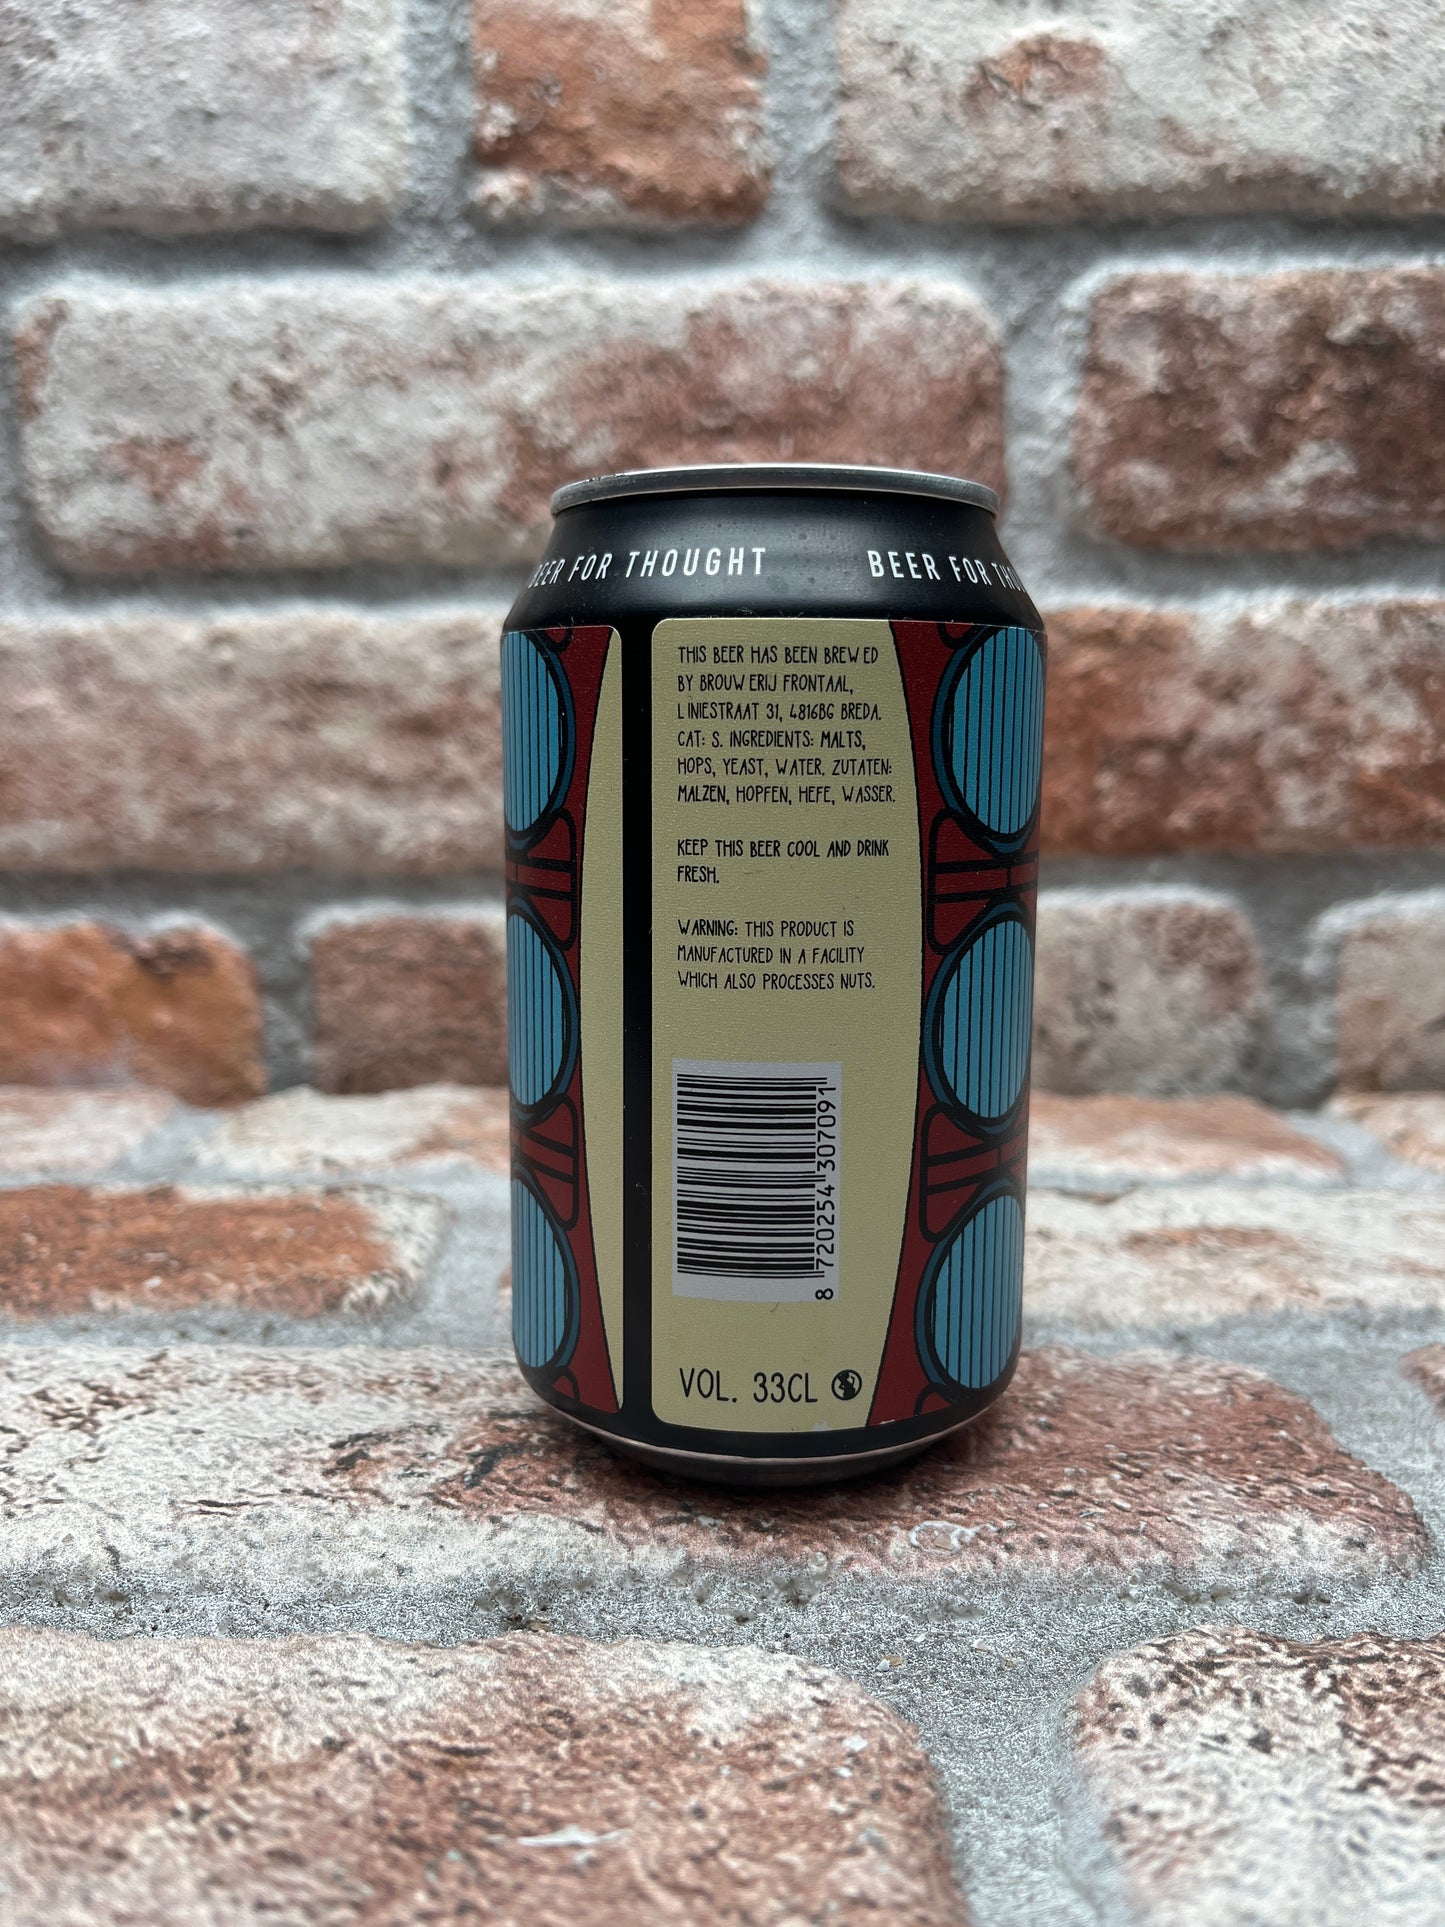 BEER FOR THOUGHT BEER FOR
THIS BEER HAS BEEN BREWED
BY BROUWERIJ FRONTAAL,
LINIESTRAAT 31, 4816BG BREDA.
CAT: S. INGREDIENTS: MALTS,
HOPS, YEAST, WATER. ZUTATEN:
MALZEN, HOPFEN, HEFE, WASSER.
KEEP THIS BEER COOL AND DRINK
FRESH.
WARNING: THIS PRODUCT IS
MANUFACTURED IN A FACILITY
WHICH ALSO PROCESSES NUTS.
8 720254 307091
VOL. 33CL